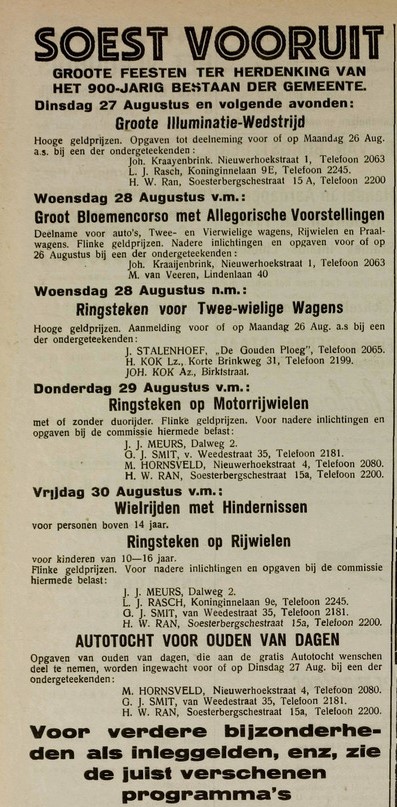 SOEST VOORUIT
GROOTE FEESTEN TER HERDENKING VAN
HET 900-JARIG BESTAAN DER GEMEENTE.
Dinsdag 27 Augustus en volgende avonden:
Groote Illuminatie-Wedstrijd
Hooge geldprijzen. Opgaven tot deelneming voor of op Maandag 26 Aug.
a.s. bij een der ondergeteekenden:
Joh. Kraayenbrink, Nieuwerhoekstraat 1, Telefoon 2063
L. J. Rasch, Koninginnelaan 9E, Telefoon 2245.
H. W. Ran, Soesterbergschestraat 15 A, Telefoon 2200
Woensdag 28 Augustus v.m.:
Groot Bloemencorso met Allegorische Voorstellingen
Deelname voor auto's, Twee- en Vierwielige wagens, Rijwielen en Praal-
wagens. Flinke geldprijzen. Nadere inlichtingen en opgaven voor of op
26 Augustus bij een der ondergeteekenden:
Joh. Kraaijenbrink, Nieuwerhoekstraat 1, Telefoon 2063
M. van Veeren, Lindenlaan 40
Woensdag 28 Augustus n.m.:
Ringsteken voor Twee-wielige Wagens
Hooge geldprijzen. Aanmelding voor of op Maandag 26 Aug. a.s bij een
der ondergeteekenden:
J. STALENHOEF, „De Gouden Ploeg", Telefoon 2065.
H. KOK Lz., Korte Brinkweg 31, Telefoon 2199.
JOH. KOK Az., Birkstraat.
Donderdag 29 Augustus v.m.:
Ringsteken op Motorrijwielen
met of zonder duorijder. Flinke geldprijzen. Voor nadere inlichtingen en
opgaven bij de commissie hiermede belast:
J. J. MEURS, Dalweg 2.
G. J. SMIT, v. Weedestraat 35, Telefoon 2181.
M. HORNSVELD, Nieuwerhoekstraat 4, Telefoon 2080.
H. W. RAN, Soesterbergschestraat 15a, Telefoon 2200.
Vrijdag 30 Augustus v.m.:
Wielrijden met Hindernissen
voor personen boven 14 jaar.
Ringsteken op Rijwielen
voor kinderen van 10—16 jaar.
Flinke geldprijzen. Voor nadere inlichtingen en opgaven bij de commissie
hiermede belast:
J. J. MEURS, Dalweg 2.
L. J. RASCH, Koninginnelaan 9e, Telefoon 2245.
G. J. SMIT, van Weedestraat 35, Telefoon 2181.
H. W. RAN, Soesterbergschestraat 15a, Telefoon 2200.
AUTOTOCHT VOOR OUDEN VAN DAGEN
Opgaven van ouden van dagen, die aan de gratis Autotocht wenschen
deel te nemen, worden ingewacht voor of op Dinsdag 27 Aug. bij een der
ondergeteekenden:
M. HORNSVELD, Nieuwerhoekstraat 4, Telefoon 2080.
G. J. SMIT, van Weedestraat 35, Telefoon 2181.
H. W. RAN, Soesterbergschestraat 15a, Telefoon 2200.
Voor verdere bijzonderhe-
den als inleggelden, enz, zie
de juist verschenen
programma's